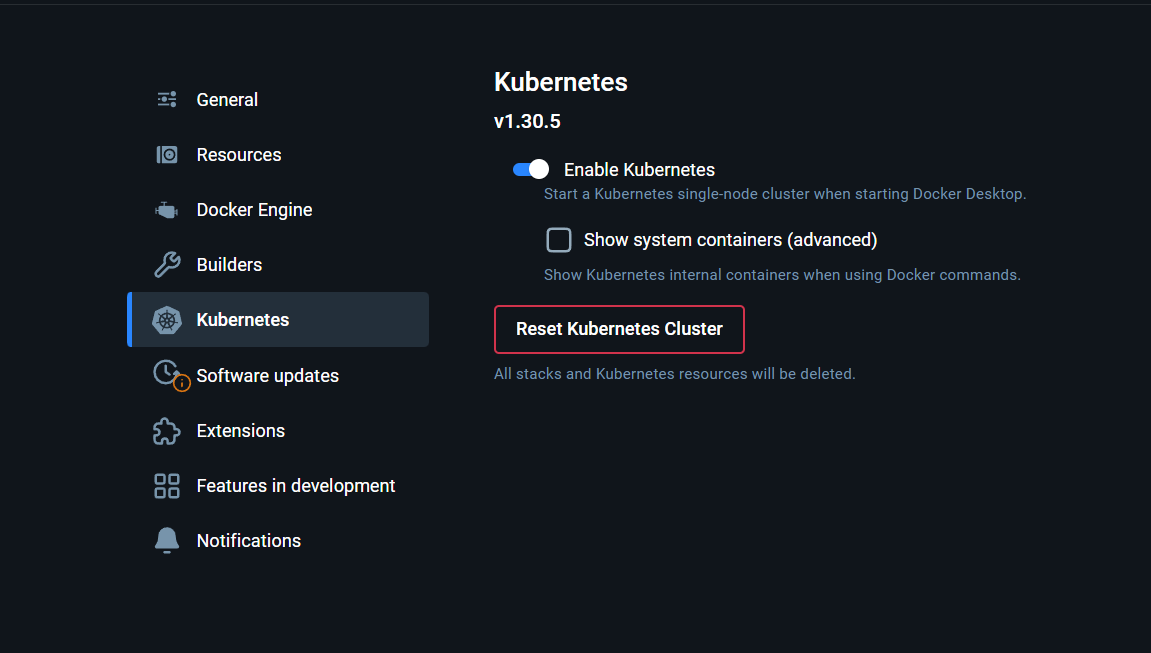 General
Resources
Docker Engine
Builders
Kubernetes
Software updates
Extensions
Features in development
Notifications
Kubernetes
v1.30.5
Enable Kubernetes
Start a Kubernetes single-node cluster when starting Docker Desktop.
Show system containers (advanced)
Show Kubernetes internal containers when using Docker commands.
Reset Kubernetes Cluster
All stacks and Kubernetes resources will be deleted.